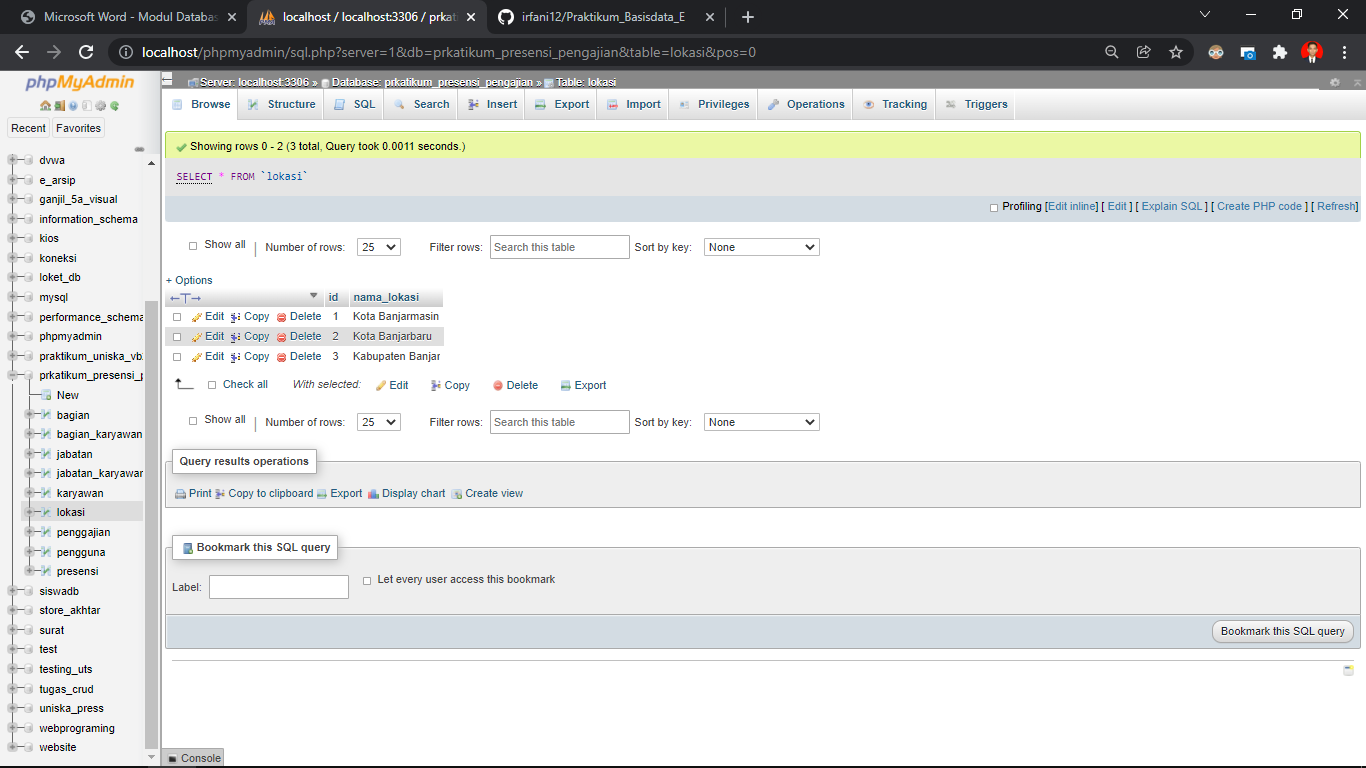 Microsoft Word - Modul Databas
localhost / localhost:3306 / prkati
irfani12/Praktikum_Basisdata_E
localhost/phpmyadmin/sql.php?server=1&db=prkatikum_presensi_pengajian&table=lokasi&pos=0
phpMyAdmin
Recent Favorites
dvwa
e_arsip
ganjil_5a_visual
information_schema
kios
koneksi
loket_db
mysql
performance_schema
phpmyadmin
praktikum_uniska_vb
prkatikum_presensi_p
New
bagian
bagian_karyawan
jabatan
jabatan_karyawan
karyawan
lokasi
penggajian
pengguna
presensi
siswadb
store_akhtar
surat
test
testing_uts
tugas_crud
uniska_press
webprograming
website
Server: localhost:3306 » Database: prkatikum_presensi_pengajian » Table: lokasi
Browse Structure SQL Search Insert Export Import Privileges Operations Tracking Triggers
Showing rows 0 - 2 (3 total, Query took 0.0011 seconds.)
SELECT * FROM `lokasi`
Profiling [Edit inline] [ Edit ] [ Explain SQL ] [ Create PHP code ] [ Refresh]
Show all | Number of rows: 25 Filter rows: Search this table Sort by key: None
+ Options
←T→ id nama_lokasi
Edit Copy Delete 1 Kota Banjarmasin
Edit Copy Delete 2 Kota Banjarbaru
Edit Copy Delete 3 Kabupaten Banjar
Check all With selected: Edit Copy Delete Export
Show all | Number of rows: 25 Filter rows: Search this table Sort by key: None
Query results operations
Print Copy to clipboard Export Display chart Create view
Bookmark this SQL query
Label: Let every user access this bookmark
Bookmark this SQL query
Console